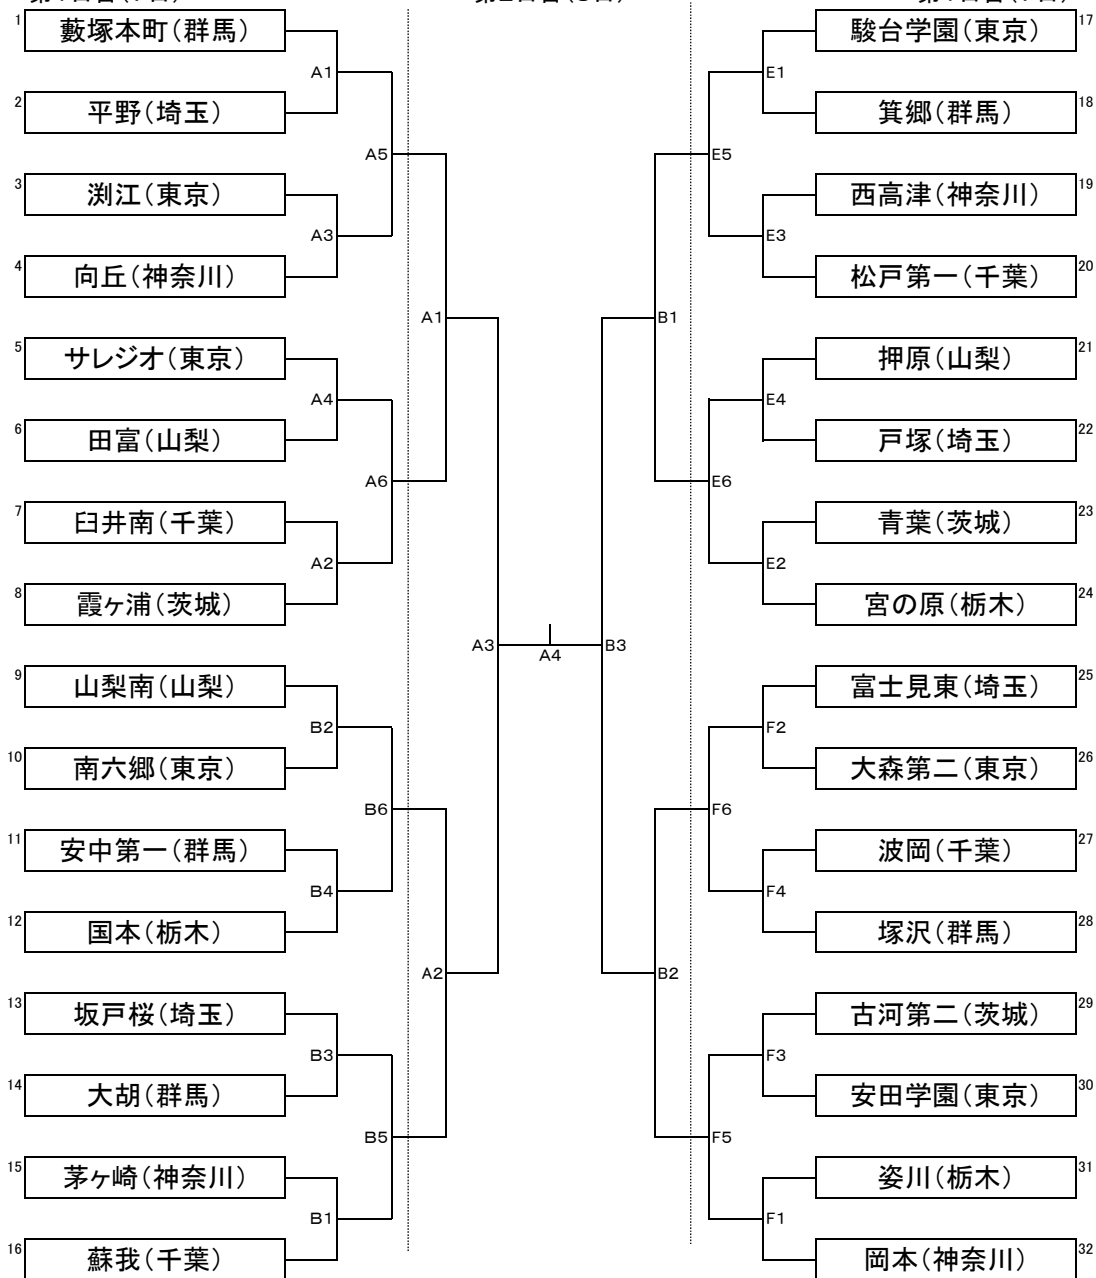 1 藪塚本町(群馬)
A1
2 平野(埼玉)
A5
3 渕江(東京)
A3
4 向丘(神奈川)
A1
5 サレジオ(東京)
A4
6 田富(山梨)
A6
7 臼井南(千葉)
A2
8 霞ヶ浦(茨城)
A3
A4
9 山梨南(山梨)
B2
10 南六郷(東京)
B6
11 安中第一(群馬)
B4
12 国本(栃木)
A2
13 坂戸桜(埼玉)
B3
14 大胡(群馬)
B5
15 茅ヶ崎(神奈川)
B1
16 蘇我(千葉)
駿台学園(東京) 17
E1
箕郷(群馬) 18
E5
西高津(神奈川) 19
E3
松戸第一(千葉) 20
B1
押原(山梨) 21
E4
戸塚(埼玉) 22
E6
青葉(茨城) 23
E2
宮の原(栃木) 24
B3
富士見東(埼玉) 25
F2
大森第二(東京) 26
F6
波岡(千葉) 27
F4
塚沢(群馬) 28
B2
古河第二(茨城) 29
F3
安田学園(東京) 30
F5
姿川(栃木) 31
F1
岡本(神奈川) 32